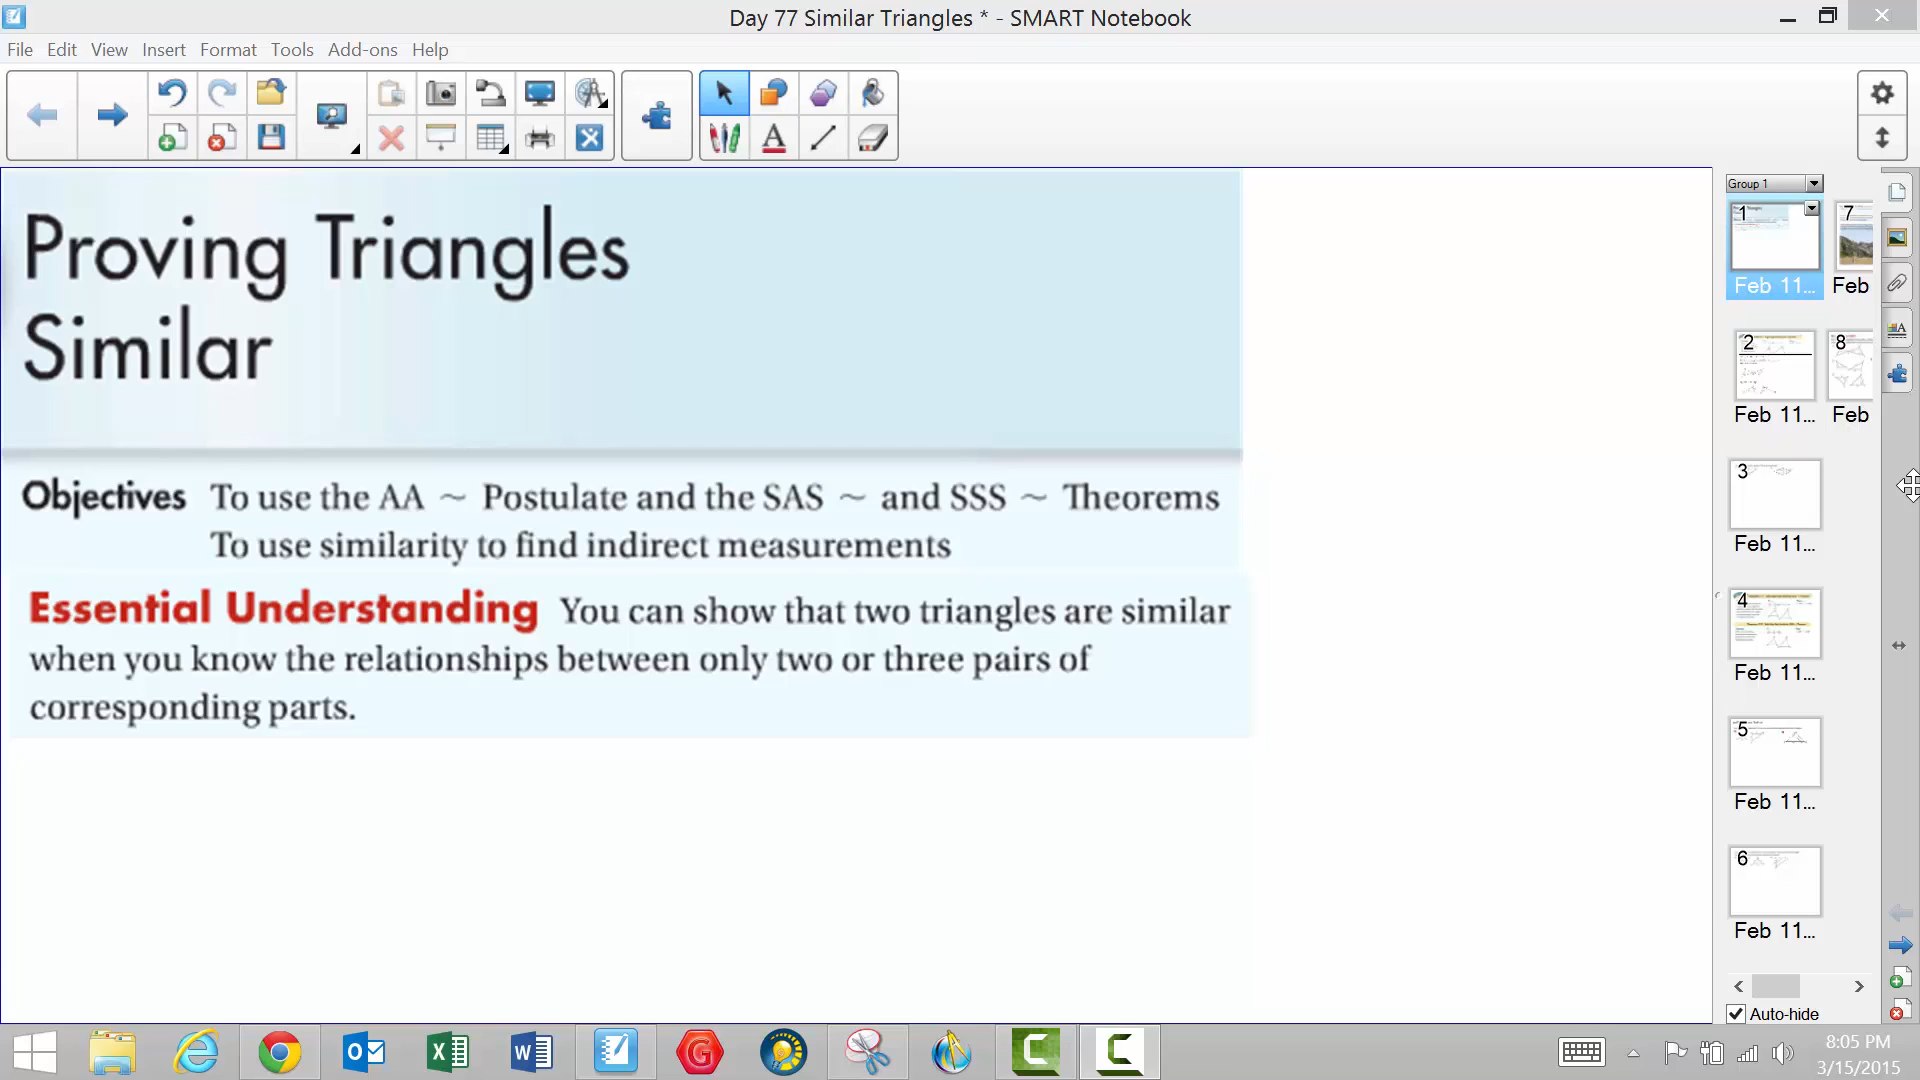 Day 77 Similar Triangles * - SMART Notebook
File Edit View Insert Format Tools Add-ons Help
Proving Triangles
Similar
Objectives To use the AA ~ Postulate and the SAS ~ and SSS ~ Theorems
To use similarity to find indirect measurements
Essential Understanding You can show that two triangles are similar
when you know the relationships between only two or three pairs of
corresponding parts.
Group 1
1 7
Feb 11... Feb
2 8
Feb 11... Feb
3
Feb 11...
4
Feb 11...
5
Feb 11...
6
Feb 11...
Auto-hide
8:05 PM
3/15/2015